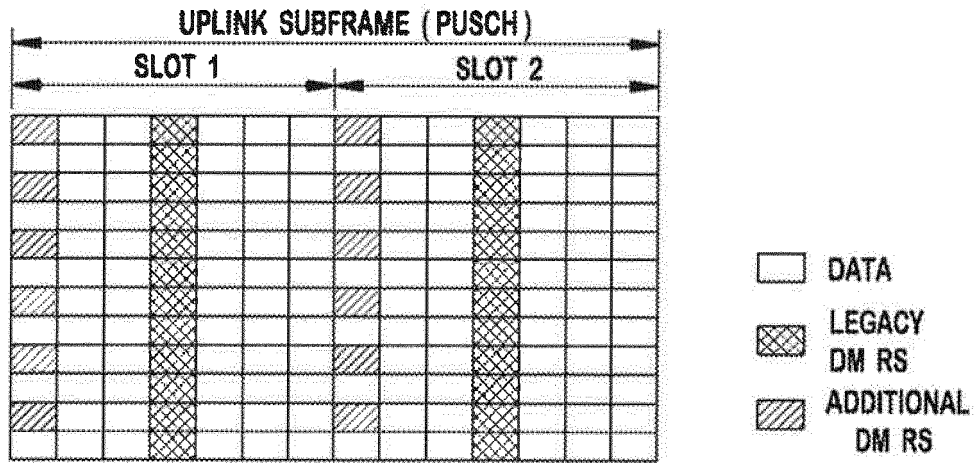 UPLINK SUBFRAME (PUSCH)
SLOT 1
SLOT 2
DATA
LEGACY
DM RS
ADDITIONAL
DM RS